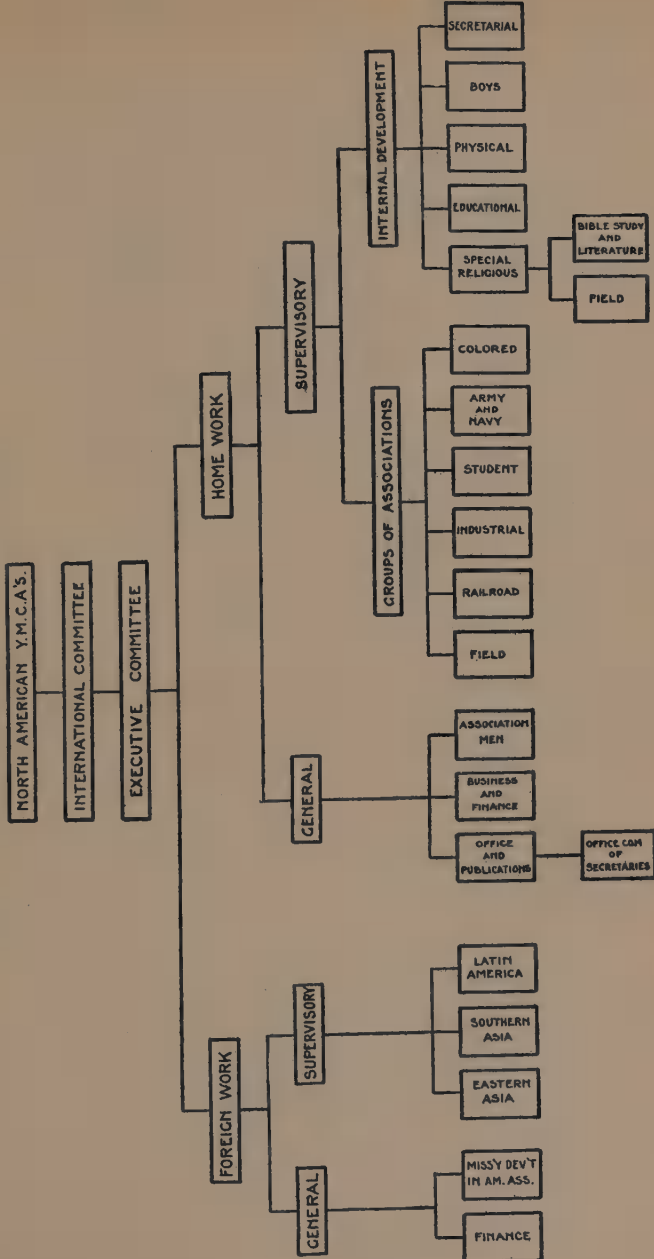 NORTH AMERICAN Y.M.C.A'S.
INTERNATIONAL COMMITTEE
EXECUTIVE COMMITTEE
FOREIGN WORK
HOME WORK
GENERAL
SUPERVISORY
GENERAL
SUPERVISORY
FINANCE
MISS'Y DEV'T
IN AM. ASS.
EASTERN
ASIA
SOUTHERN
ASIA
LATIN
AMERICA
OFFICE
AND
PUBLICATIONS
BUSINESS
AND
FINANCE
ASSOCIATION
MEN
OFFICE COM
OF
SECRETARIES
GROUPS OF ASSOCIATIONS
INTERNAL DEVELOPMENT
FIELD
RAILROAD
INDUSTRIAL
STUDENT
ARMY
AND
NAVY
COLORED
SPECIAL
RELIGIOUS
EDUCATIONAL
PHYSICAL
BOYS
SECRETARIAL
FIELD
BIBLE STUDY
AND
LITERATURE